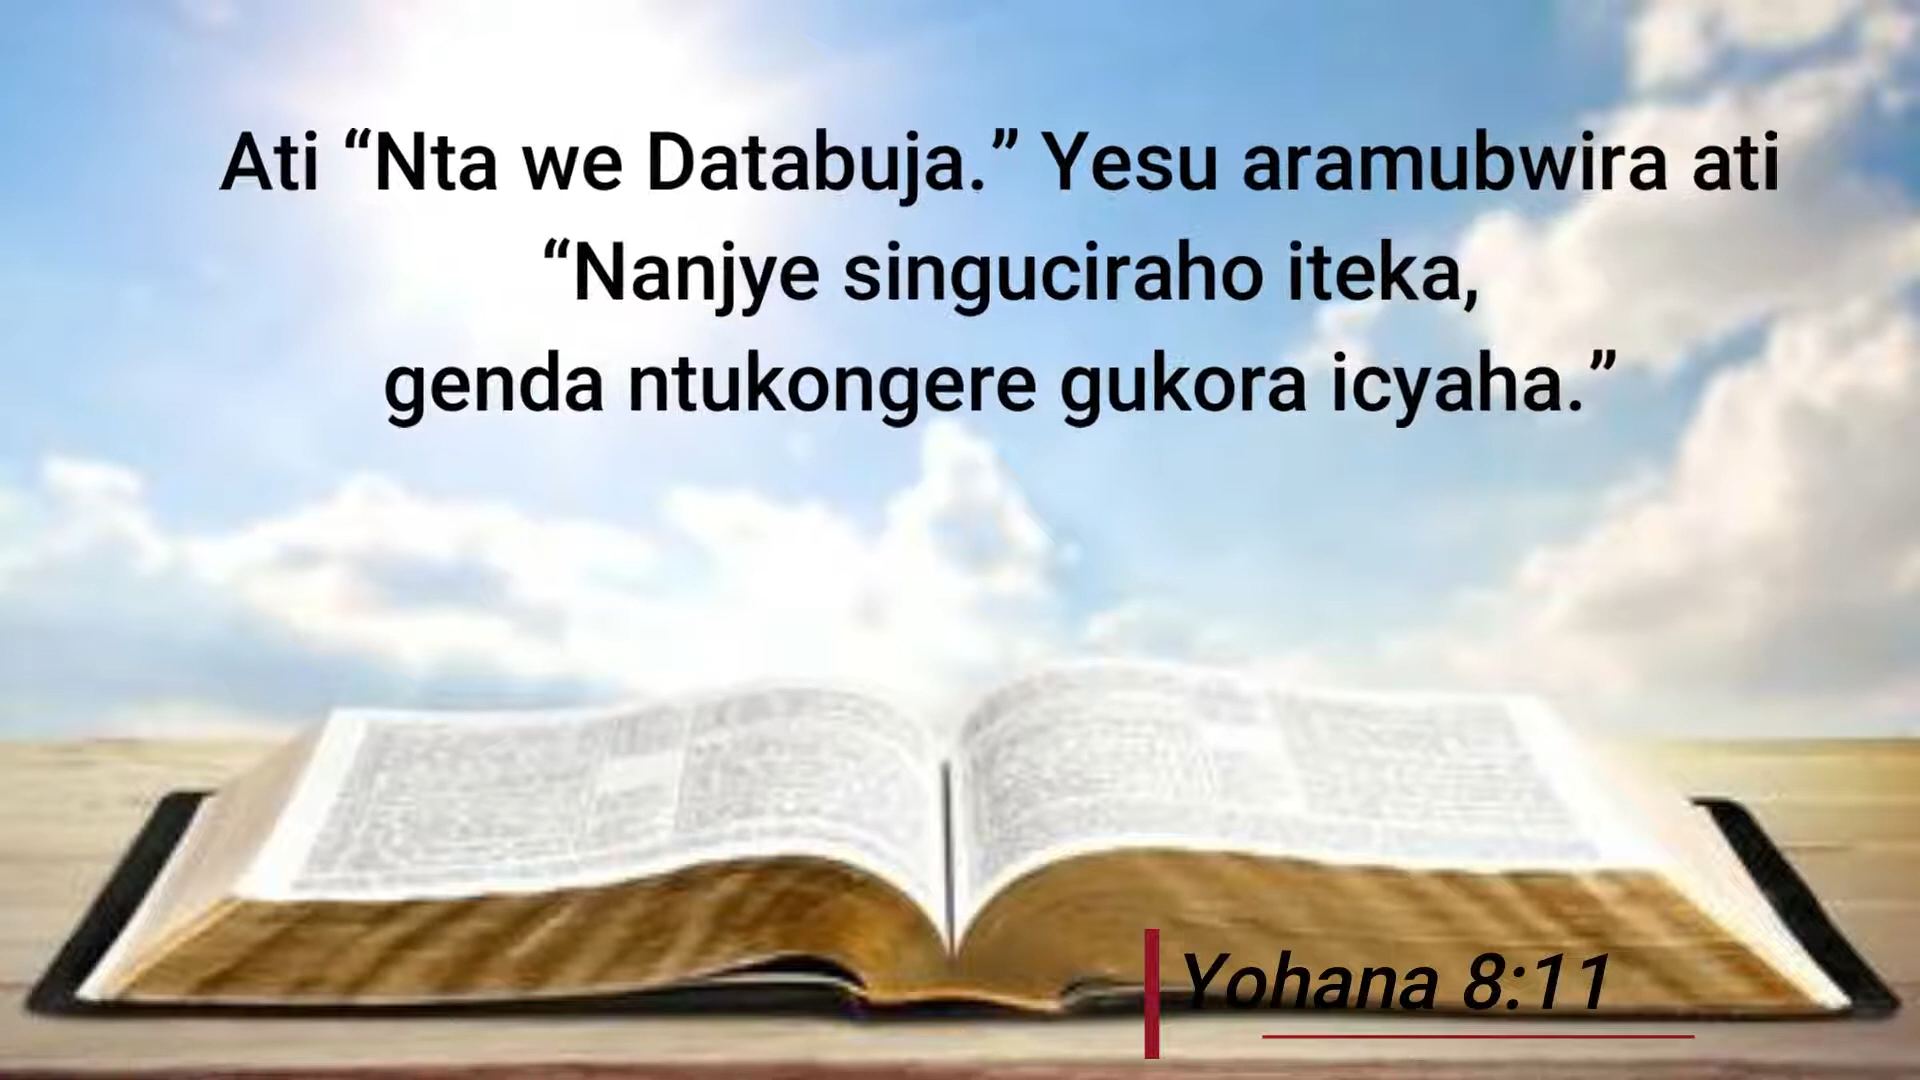 Ati “Nta we Databuja.” Yesu aramubwira ati
“Nanjye singuciraho iteka,
genda ntukongere gukora icyaha.”
Yohana 8:11